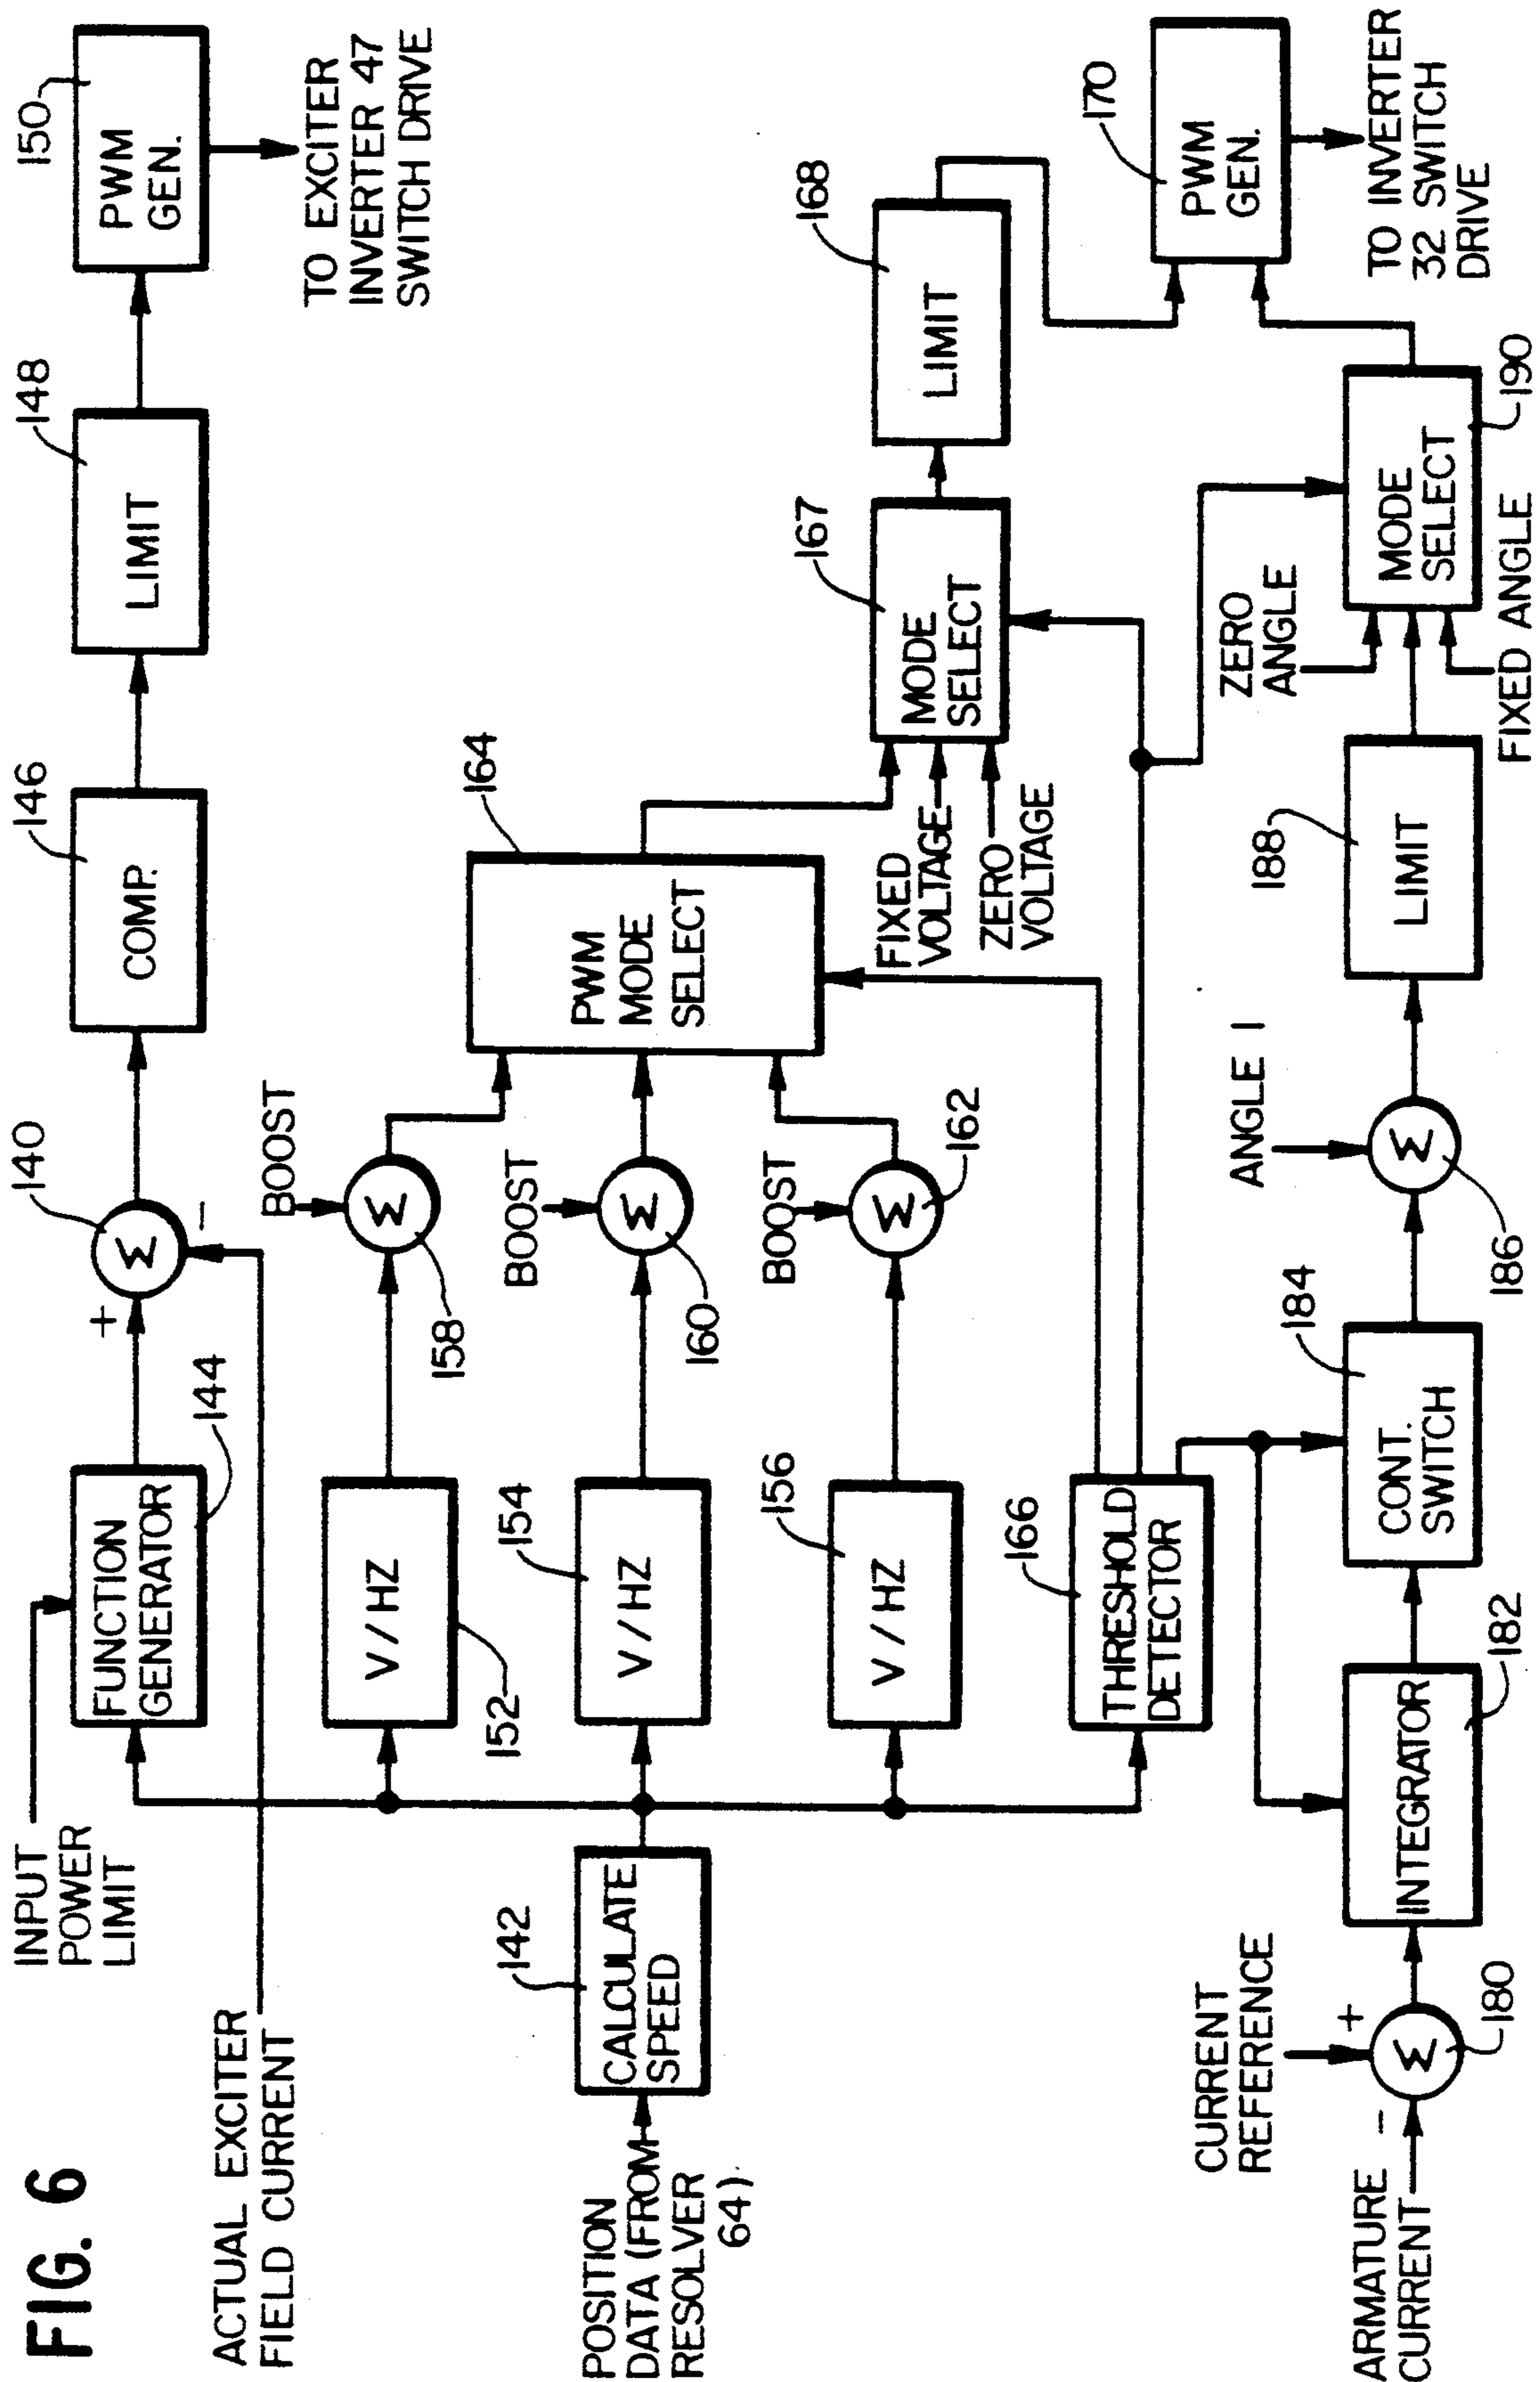 FIG. 6
INPUT
POWER
LIMIT
ACTUAL EXCITER
FIELD CURRENT
FUNCTION
GENERATOR
144
+
-
Σ
140
COMP.
146
LIMIT
148
PWM
GEN.
150
TO EXCITER
INVERTER 47
SWITCH DRIVE
POSITION
DATA (FROM
RESOLVER
64)
CALCULATE
SPEED
142
V/HZ
152
BOOST
Σ
158
V/HZ
154
BOOST
Σ
160
V/HZ
156
BOOST
Σ
162
PWM
MODE
SELECT
164
THRESHOLD
DETECTOR
166
FIXED
VOLTAGE
ZERO
VOLTAGE
MODE
SELECT
167
LIMIT
168
PWM
GEN.
170
TO INVERTER
32 SWITCH
DRIVE
ARMATURE
CURRENT
-
CURRENT
REFERENCE
+
Σ
180
INTEGRATOR
182
CONT.
SWITCH
184
ANGLE 1
Σ
186
LIMIT
188
ZERO
ANGLE
FIXED ANGLE
MODE
SELECT
190